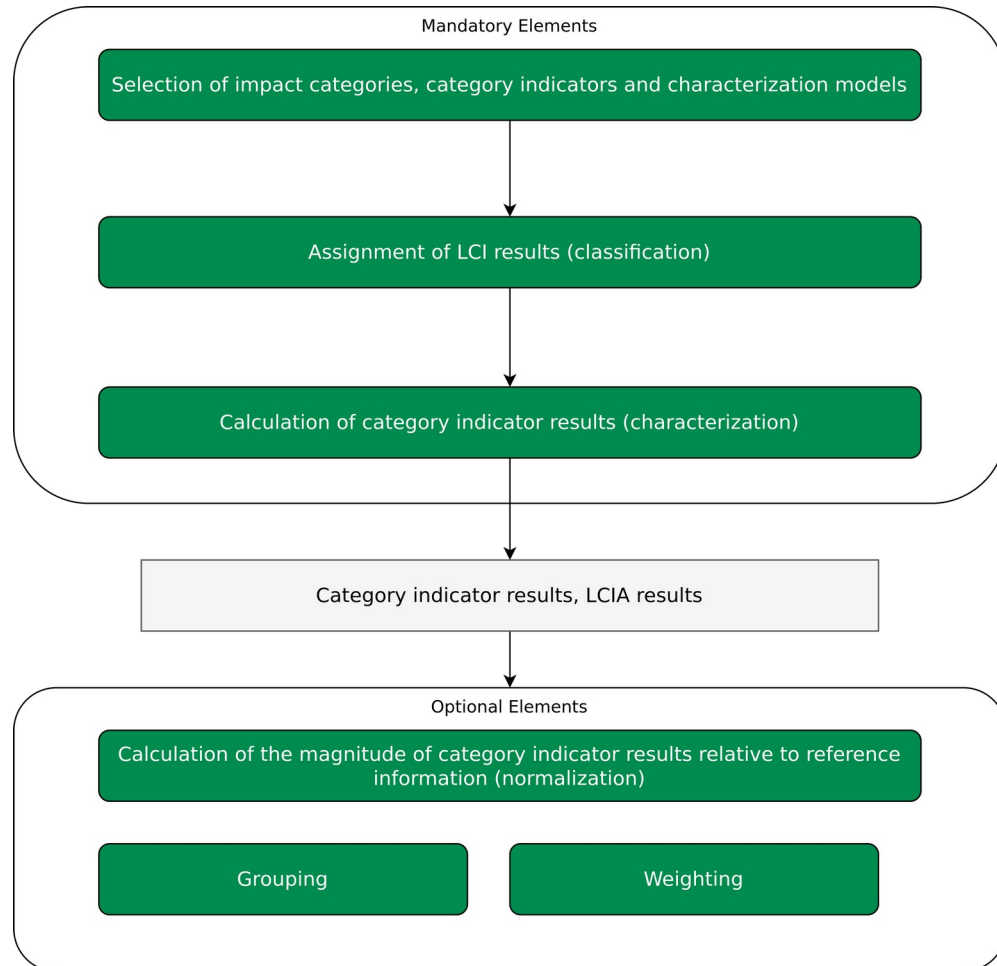 Mandatory Elements
Selection of impact categories, category indicators and characterization models
Assignment of LCI results (classification)
Calculation of category indicator results (characterization)
Category indicator results, LCIA results
Optional Elements
Calculation of the magnitude of category indicator results relative to reference
information (normalization)
Grouping
Weighting